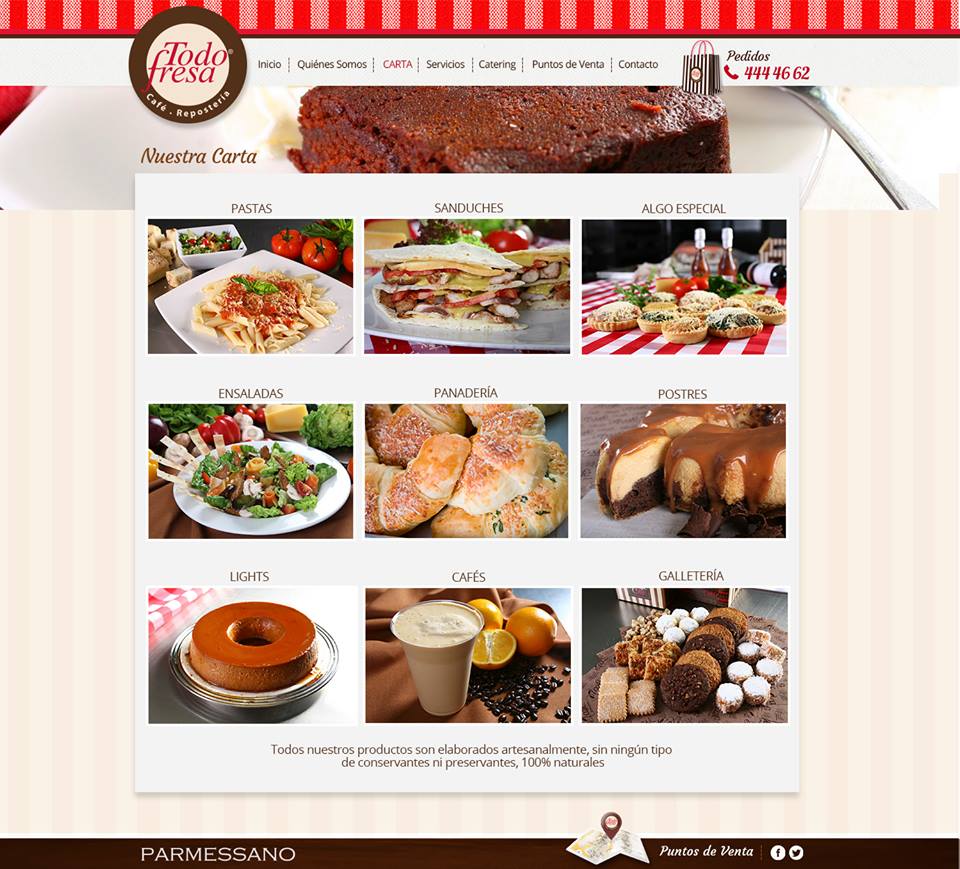 Todo
fresa®
Café . Repostería
Inicio
Quiénes Somos
CARTA
Servicios
Catering
Puntos de Venta
Contacto
Pedidos
444 46 62
Nuestra Carta
PASTAS
SANDUCHES
ALGO ESPECIAL
ENSALADAS
PANADERÍA
POSTRES
LIGHTS
CAFÉS
GALLETERÍA
Todos nuestros productos son elaborados artesanalmente, sin ningún tipo
de conservantes ni preservantes, 100% naturales
PARMESSANO
Puntos de Venta